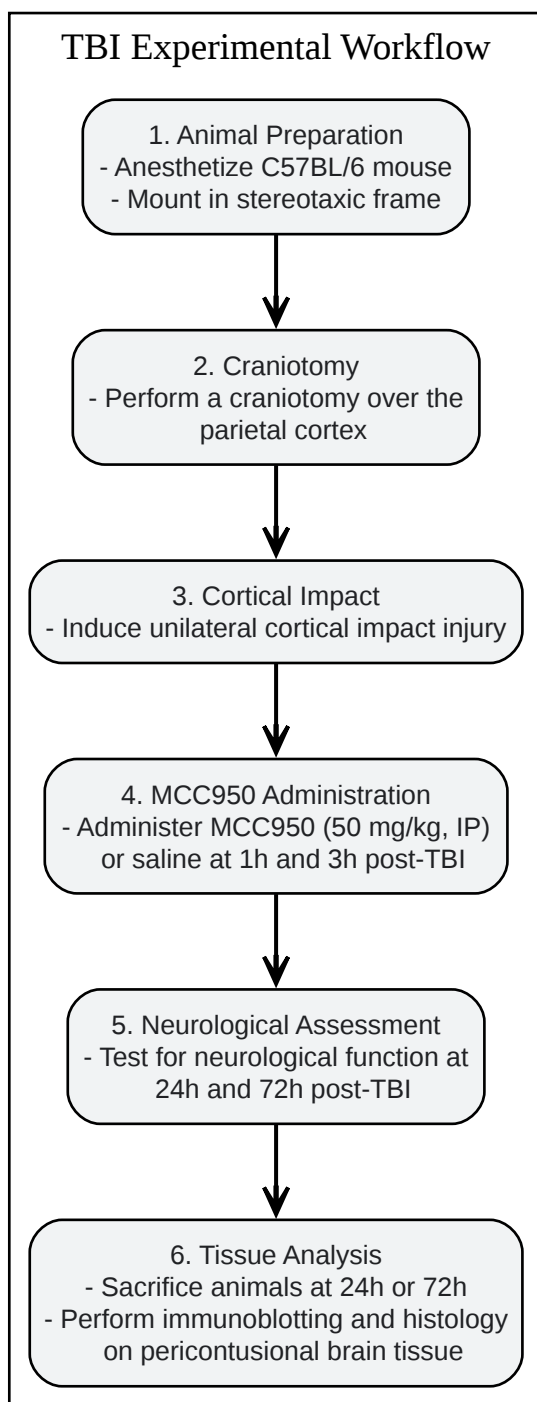 TBI Experimental Workflow
1. Animal Preparation
- Anesthetize C57BL/6 mouse
- Mount in stereotaxic frame
2. Craniotomy
- Perform a craniotomy over the
parietal cortex
3. Cortical Impact
- Induce unilateral cortical impact injury
4. MCC950 Administration
- Administer MCC950 (50 mg/kg, IP)
or saline at 1h and 3h post-TBI
5. Neurological Assessment
- Test for neurological function at
24h and 72h post-TBI
6. Tissue Analysis
- Sacrifice animals at 24h or 72h
- Perform immunoblotting and histology
on pericontusional brain tissue